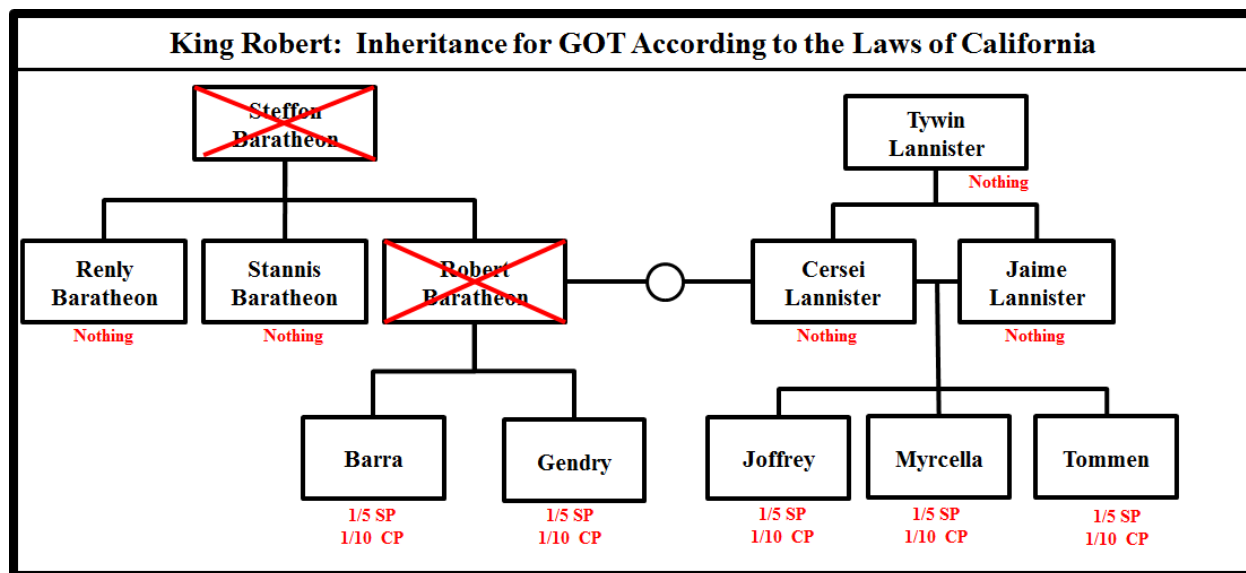 King Robert: Inheritance for GOT According to the Laws of California
Steffon
Baratheon
Tywin
Lannister
Nothing
Renly
Baratheon
Nothing
Stannis
Baratheon
Nothing
Robert
Baratheon
Cersei
Lannister
Nothing
Jaime
Lannister
Nothing
Barra
1/5 SP
1/10 CP
Gendry
1/5 SP
1/10 CP
Joffrey
1/5 SP
1/10 CP
Myrcella
1/5 SP
1/10 CP
Tommen
1/5 SP
1/10 CP